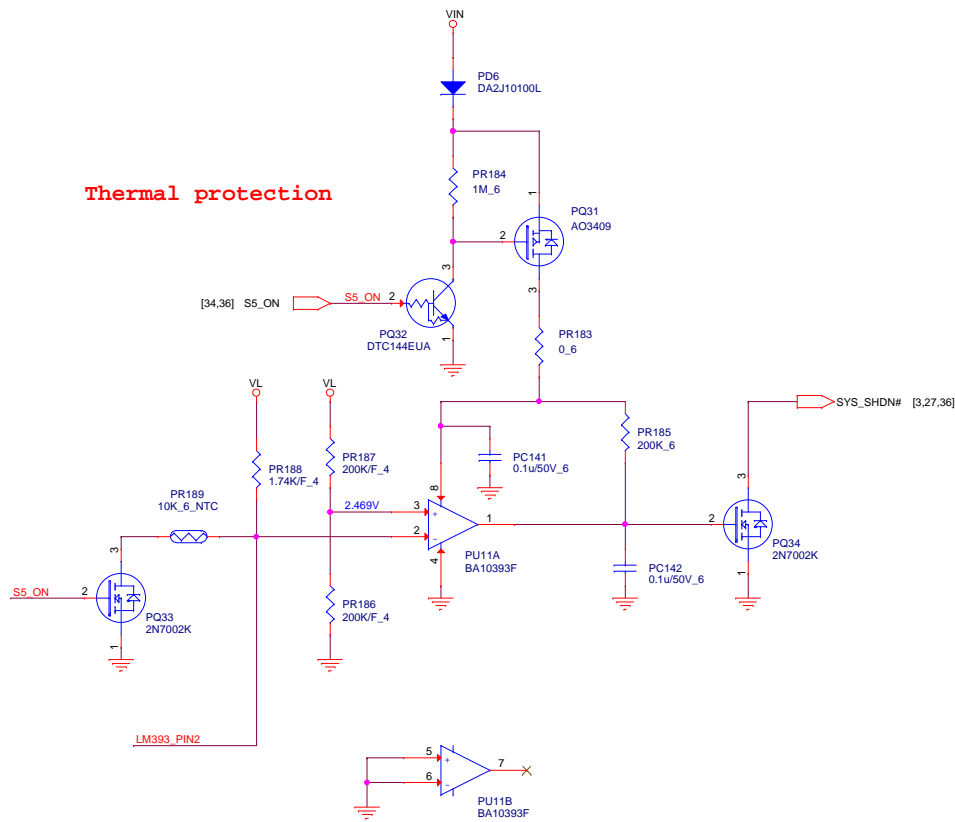 VIN
PD6
DA2J10100L
Thermal protection
PR184
1M_6
1
PQ31
AO3409
2
3
3
[34,36] S5_ON
S5_ON
2
PQ32
DTC144EUA
1
PR183
0_6
VL
VL
SYS_SHDN# [3,27,36]
PR188
1.74K/F_4
PR187
200K/F_4
PC141
0.1u/50V_6
PR185
200K_6
PR189
10K_6_NTC
2.469V
8
3
+
2
-
1
4
PU11A
BA10393F
3
2
PQ34
2N7002K
1
3
S5_ON
2
PQ33
2N7002K
1
PR186
200K/F_4
PC142
0.1u/50V_6
LM393_PIN2
5
+
6
-
7
PU11B
BA10393F